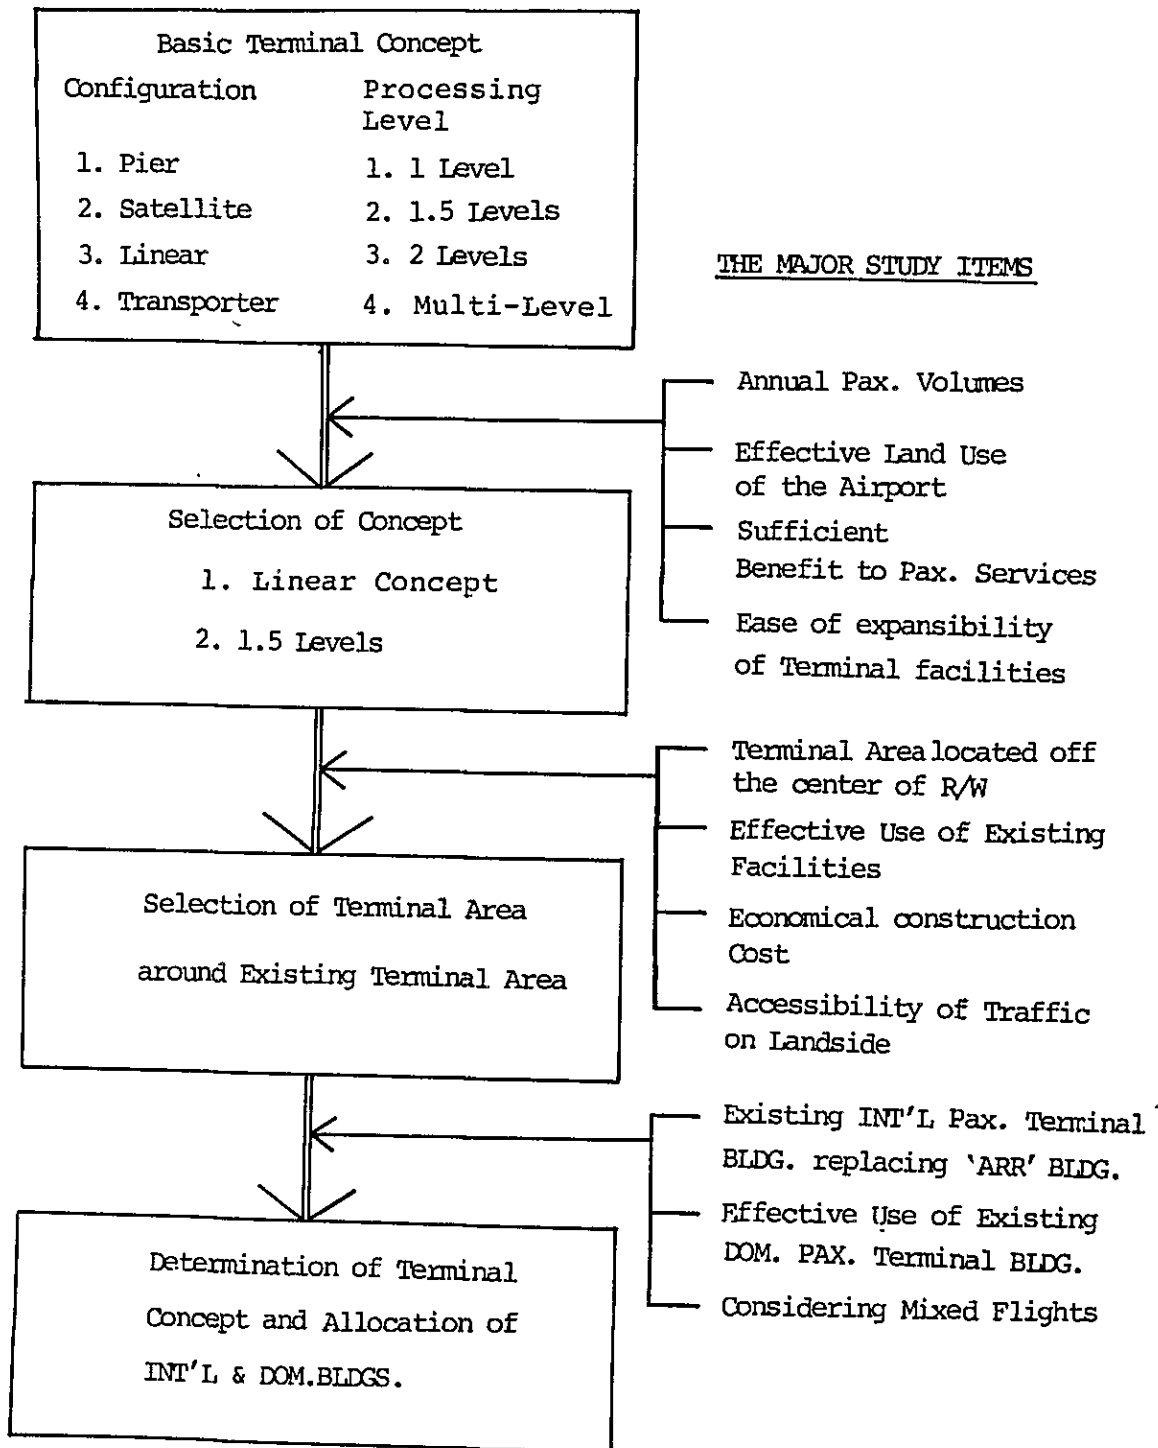 Basic Terminal Concept
Configuration
Processing
Level
1. Pier
1. 1 Level
2. Satellite
2. 1.5 Levels
3. Linear
3. 2 Levels
4. Transporter
4. Multi-Level
THE MAJOR STUDY ITEMS
Annual Pax. Volumes
Effective Land Use
of the Airport
Sufficient
Benefit to Pax. Services
Ease of expansibility
of Terminal facilities
Selection of Concept
1. Linear Concept
2. 1.5 Levels
Terminal Area located off
the center of R/W
Effective Use of Existing
Facilities
Economical construction
Cost
Accessibility of Traffic
on Landside
Selection of Terminal Area
around Existing Terminal Area
Existing INT'L Pax. Terminal
BLDG. replacing 'ARR' BLDG.
Effective Use of Existing
DOM. PAX. Terminal BLDG.
Considering Mixed Flights
Determination of Terminal
Concept and Allocation of
INT'L & DOM.BLDGS.